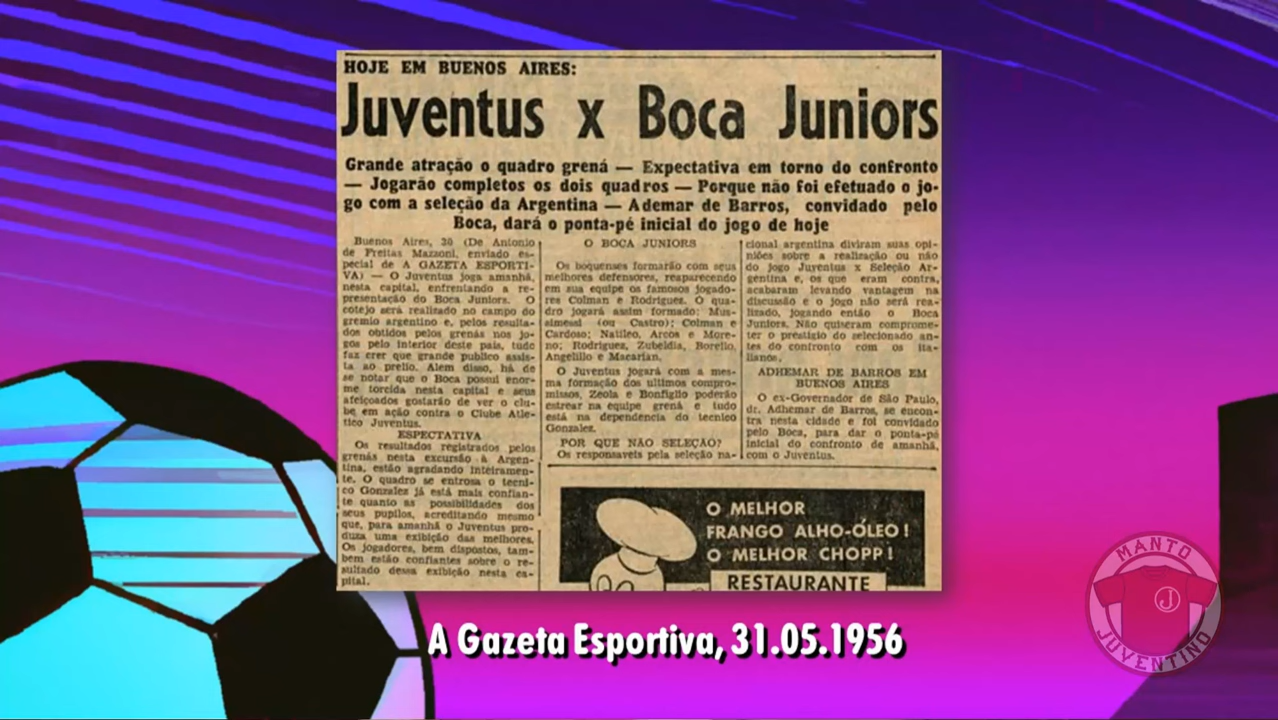 HOJE EM BUENOS AIRES:
Juventus x Boca Juniors
Grande atração o quadro grená — Expectativa em torno do confronto
— Jogarão completos os dois quadros — Porque não foi efetuado o jo-
go com a seleção da Argentina — Ademar de Barros, convidado pelo
Boca, dará o ponta-pé inicial do jogo de hoje
Buenos Aires, 30 (De Antonio
de Freitas Mazzoni, enviado es-
pecial de A GAZETA ESPORTI-
VA) — O Juventus joga amanhã,
nesta capital, enfrentando a re-
presentação do Boca Juniors. O
cotejo será realizado no campo do
gremio argentino e, pelos resulta-
dos obtidos pelos grenás nos jo-
gos pelo interior deste país, tudo
faz crer que grande publico assis-
ta ao prelio. Alem disso, há de
se notar que o Boca possui enor-
me torcida nesta capital e seus
afeiçoados gostarão de ver o clu-
be em ação contra o Clube Atle-
tico Juventus.
ESPECTATIVA
Os resultados registrados pelos
grenás nesta excursão à Argen-
tina, estão agradando inteiramen-
te. O quadro se entrosa o tecni-
co Gonzalez já está mais confian-
te quanto as possibilidades dos
seus pupilos, acreditando mesmo
que, para amanhã o Juventus pro-
duza uma exibição das melhores.
Os jogadores, bem dispostos, tam-
bem estão confiantes sobre o re-
sultado dessa exibição nesta ca-
pital.
O BOCA JUNIORS
Os boquenses formarão com seus
melhores defensores, reaparecendo
em sua equipe os famosos jogado-
res Colman e Rodrigues. O qua-
dro jogará assim formado: Mus-
simessi (ou Castro); Colman e
Cardoso; Natileo, Arcos e More-
no; Rodriguez, Zubeldia, Borello,
Angelillo e Macarian.
O Juventus jogará com a mes-
ma formação dos ultimos compro-
missos, Zeola e Bonfiglio poderão
estrear na equipe grená e tudo
está na dependencia do tecnico
Gonzalez.
POR QUE NÃO SELEÇÃO?
Os responsaveis pela seleção na-
cional argentina diviram suas opi-
niões sobre a realização ou não
do jogo Juventus x Seleção Ar-
gentina e, os que eram contra,
acabaram levando vantagem na
discussão e o jogo não será rea-
lizado, jogando então o Boca
Juniors. Não quiseram comprome-
ter o prestigio do selecionado an-
tes do confronto com os ita-
lianos.
ADHEMAR DE BARROS EM
BUENOS AIRES
O ex-Governador de São Paulo,
dr. Adhemar de Barros, se encon-
tra nesta cidade e foi convidado
pelo Boca, para dar o ponta-pé
inicial do confronto de amanhã,
com o Juventus.
O MELHOR
FRANGO ALHO-ÓLEO!
O MELHOR CHOPP!
RESTAURANTE
A Gazeta Esportiva, 31.05.1956
MANTO
J
JUVENTINO